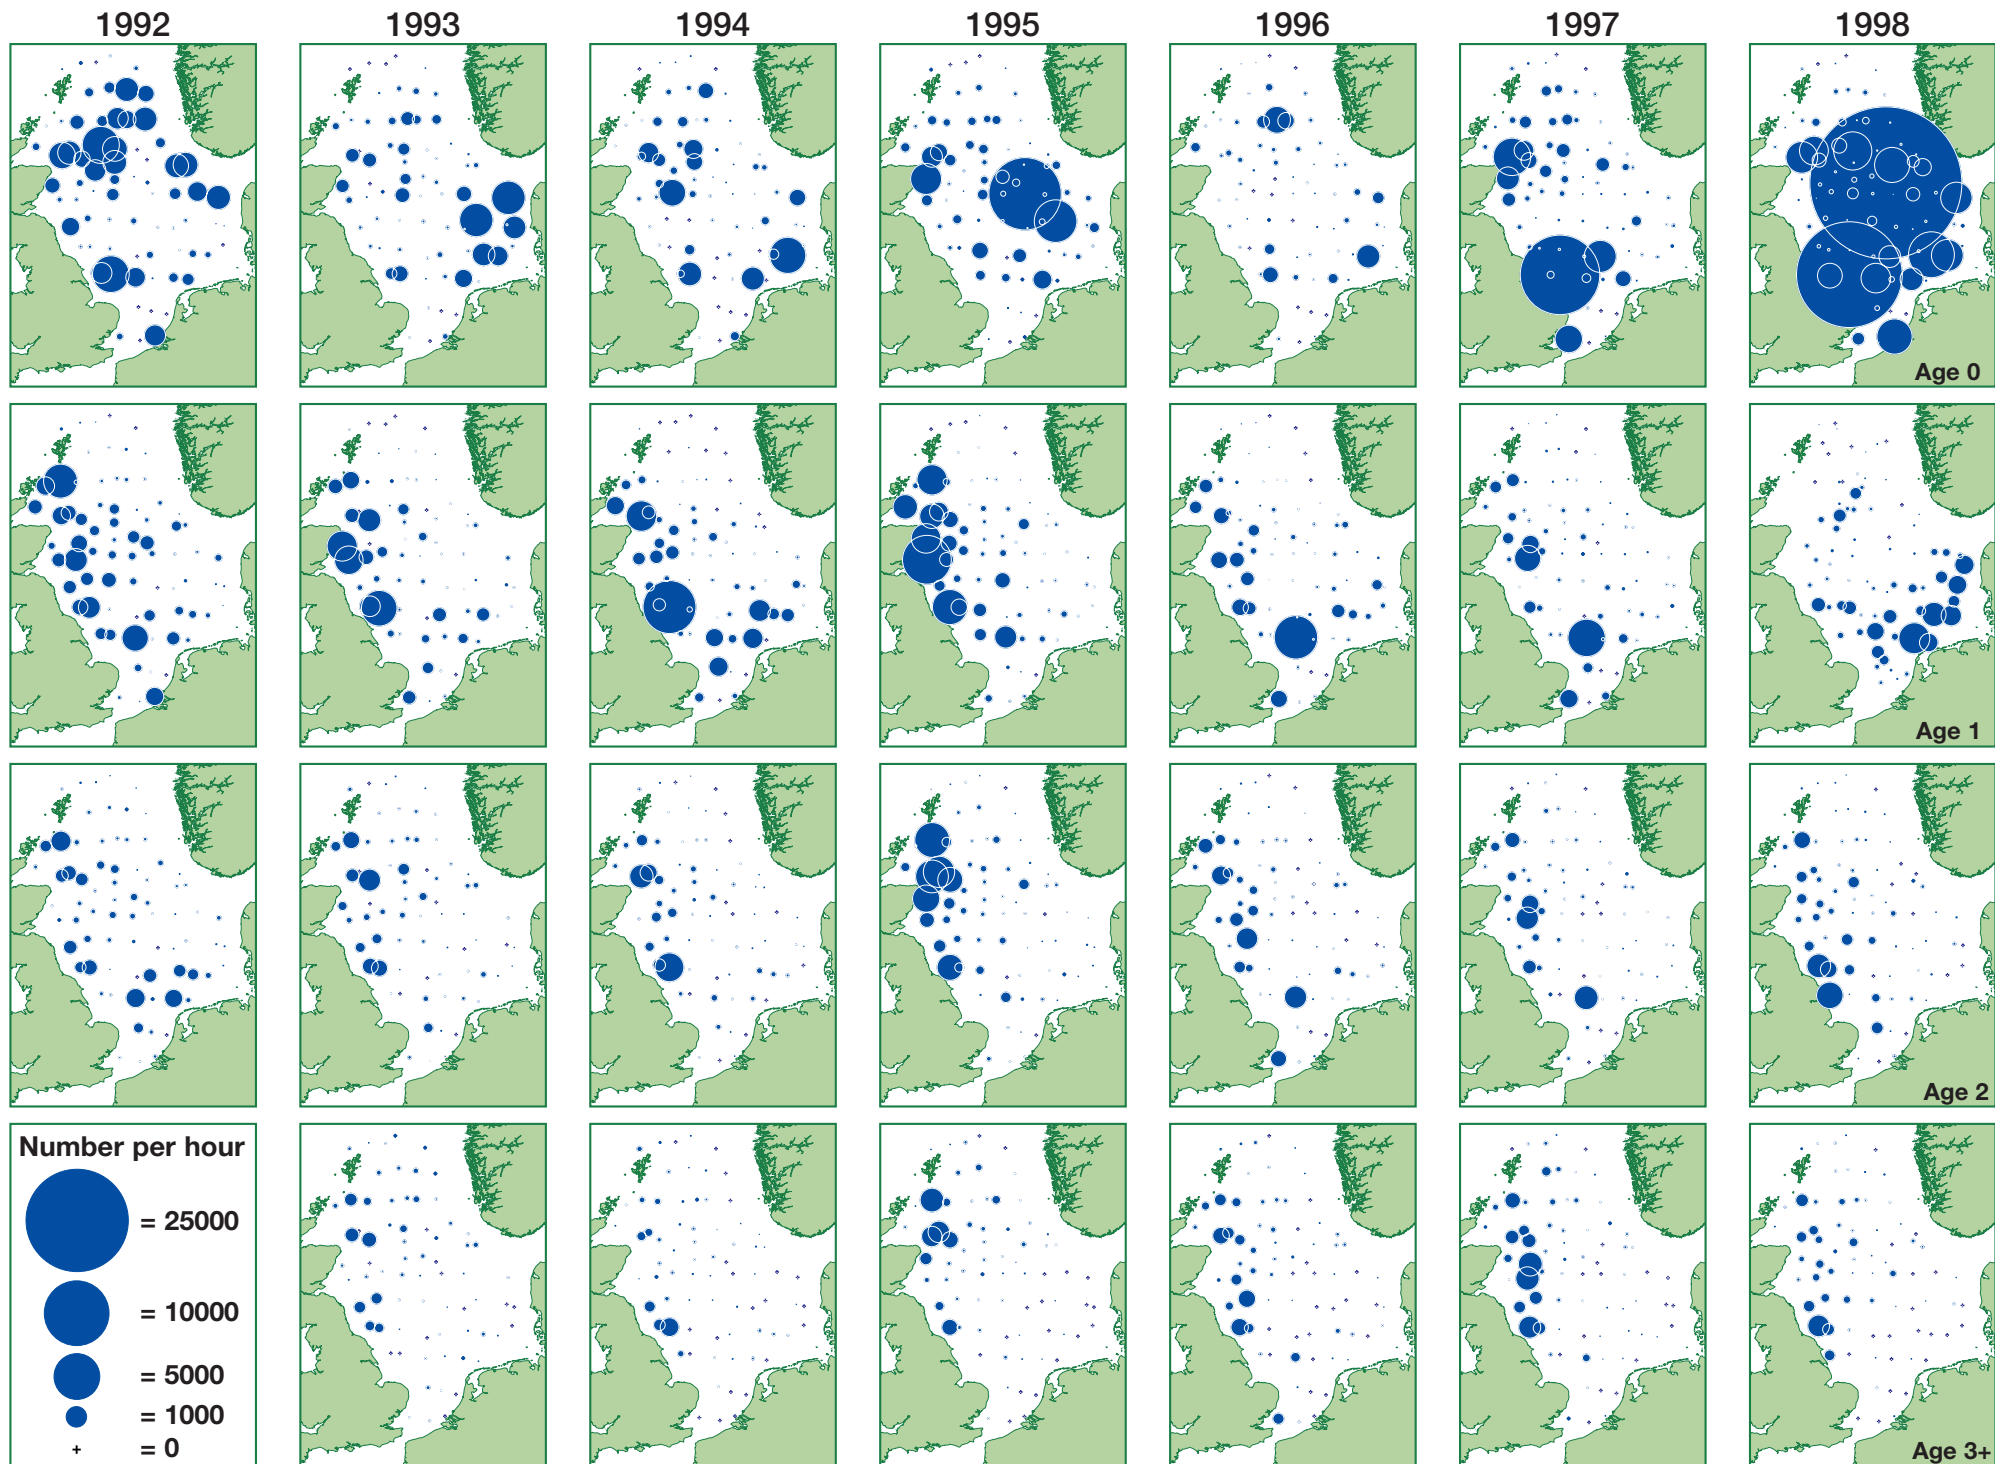 1992 1993 1994 1995 1996 1997 1998
Age 0
Age 1
Age 2
Number per hour
= 25000
= 10000
= 5000
= 1000
= 0
Age 3+